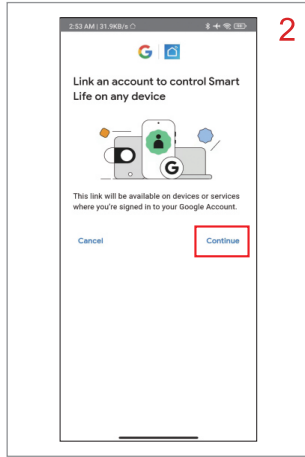 2:53 AM | 31.9KB/s
2
G
Link an account to control Smart
Life on any device
G
This link will be available on devices or services
where you're signed in to your Google Account.
Cancel
Continue